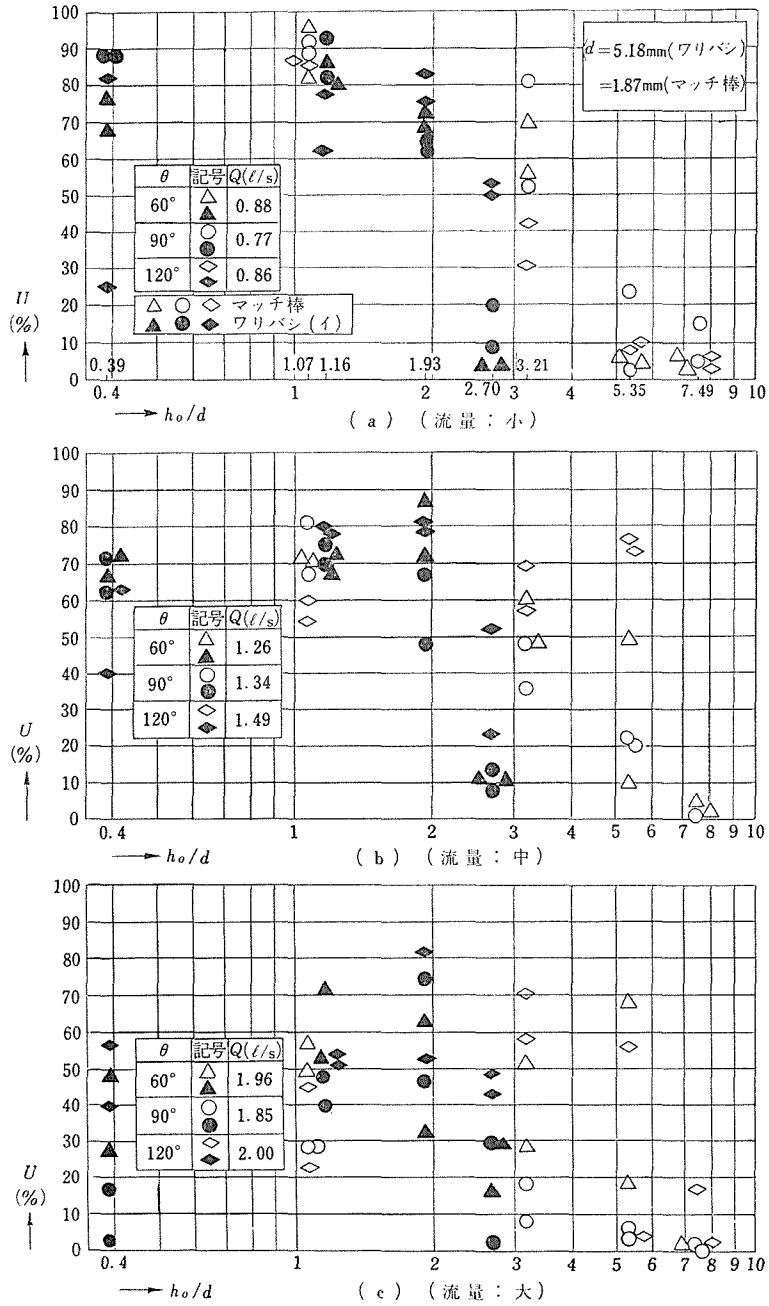 100
90
80
70
60
50
40
30
20
10
0
U
(%)
d=5.18mm(ワリバシ)
=1.87mm(マッチ棒)
θ 記号 Q(ℓ/s)
60° △ ▲ 0.88
90° ○ ● 0.77
120° ◇ ◆ 0.86
△ ○ ◇ マッチ棒
▲ ● ◆ ワリバシ(イ)
0.39 1.07 1.16 1.93 2.70 3.21 5.35 7.49
0.4 1 2 3 4 5 6 7 8 9 10
→ ho/d
(a) (流量:小)
100
90
80
70
60
50
40
30
20
10
0
U
(%)
θ 記号 Q(ℓ/s)
60° △ ▲ 1.26
90° ○ ● 1.34
120° ◇ ◆ 1.49
0.4 1 2 3 4 5 6 7 8 9 10
→ ho/d
(b) (流量:中)
100
90
80
70
60
50
40
30
20
10
0
U
(%)
θ 記号 Q(ℓ/s)
60° △ ▲ 1.96
90° ○ ● 1.85
120° ◇ ◆ 2.00
0.4 1 2 3 4 5 6 7 8 9 10
→ ho/d
(c) (流量:大)